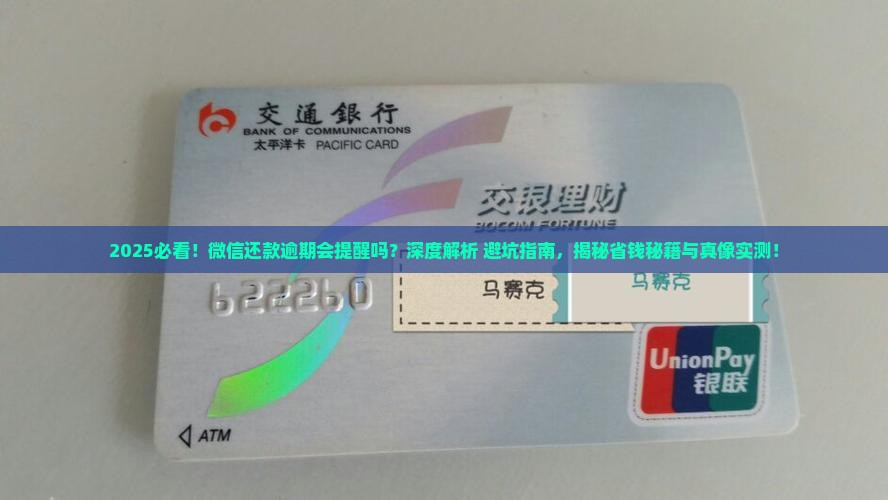 交通銀行
BANK OF COMMUNICATIONS
太平洋卡 PACIFIC CARD
交银理财
BOCOM FORTUNE
2025必看！微信还款逾期会提醒吗？深度解析 避坑指南，揭秘省钱秘籍与真像实测！
622260
马赛克
马赛克
UnionPay
银联
ATM